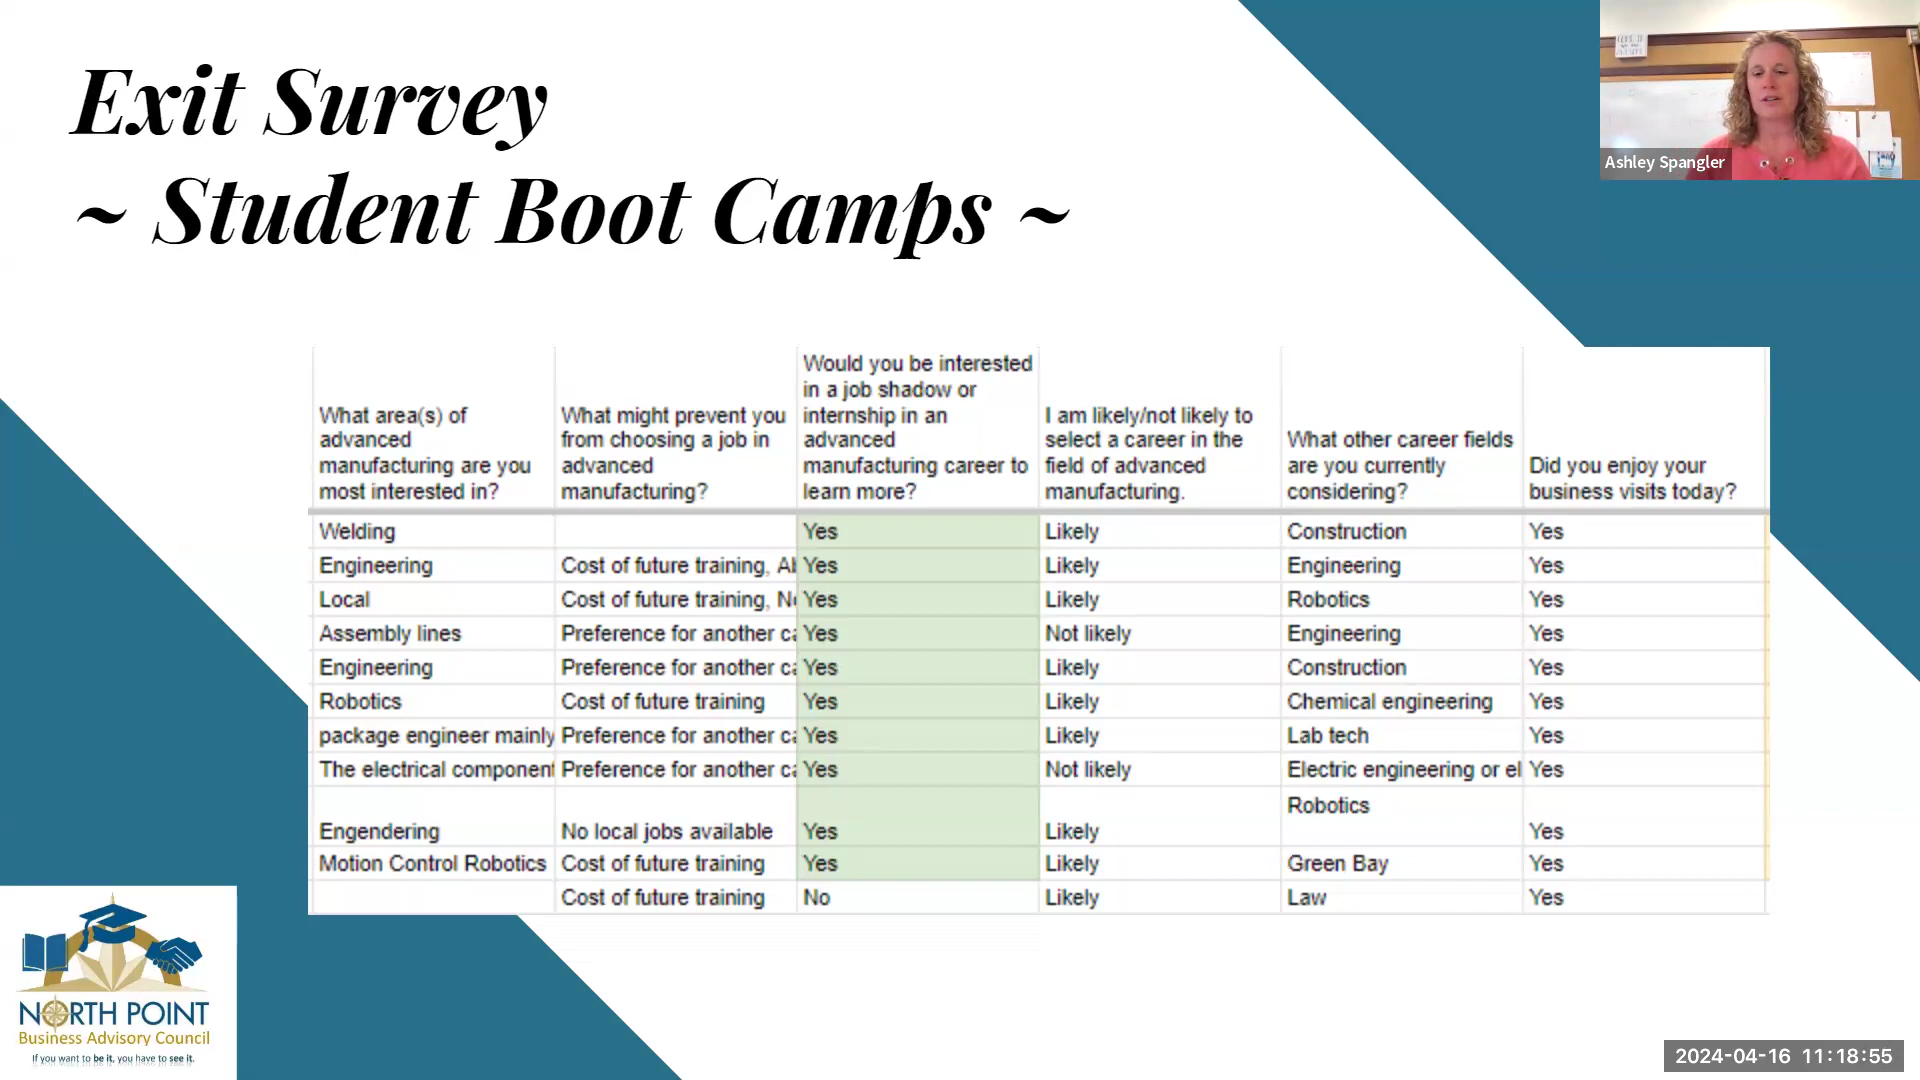 Exit Survey
~ Student Boot Camps ~
Ashley Spangler
What area(s) of
advanced
manufacturing are you
most interested in?
What might prevent you
from choosing a job in
advanced
manufacturing?
Would you be interested
in a job shadow or
internship in an
advanced
manufacturing career to
learn more?
I am likely/not likely to
select a career in the
field of advanced
manufacturing.
What other career fields
are you currently
considering?
Did you enjoy your
business visits today?
Welding Yes Likely Construction Yes
Engineering Cost of future training, Yes Likely Engineering Yes
Local Cost of future training, Yes Likely Robotics Yes
Assembly lines Preference for another Yes Not likely Engineering Yes
Engineering Preference for another Yes Likely Construction Yes
Robotics Cost of future training Yes Likely Chemical engineering Yes
package engineer mainly Preference for another Yes Likely Lab tech Yes
The electrical component Preference for another Yes Not likely Electric engineering or el Yes
Engendering No local jobs available Yes Likely Robotics Yes
Motion Control Robotics Cost of future training Yes Likely Green Bay Yes
Cost of future training No Likely Law Yes
NORTH POINT
Business Advisory Council
If you want to be it, you have to see it.
2024-04-16 11:18:55